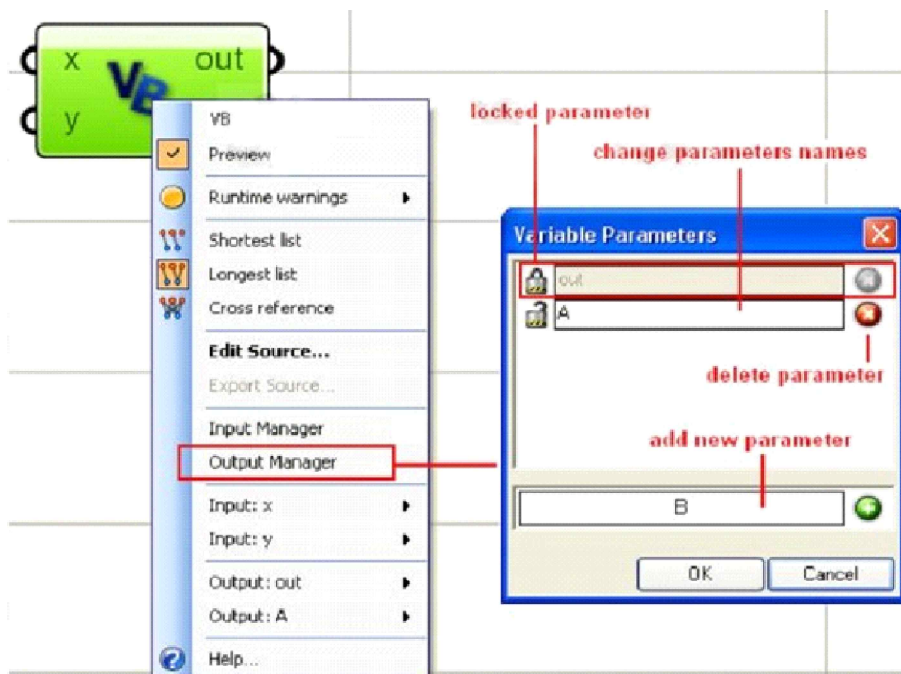 x out
VB
y
VB
Preview
Runtime warnings
Shortest list
Longest list
Cross reference
Edit Source...
Export Source...
Input Manager
Output Manager
Input: x
Input: y
Output: out
Output: A
Help...
locked parameter
change parameters names
Variable Parameters
out
A
delete parameter
add new parameter
B
OK Cancel